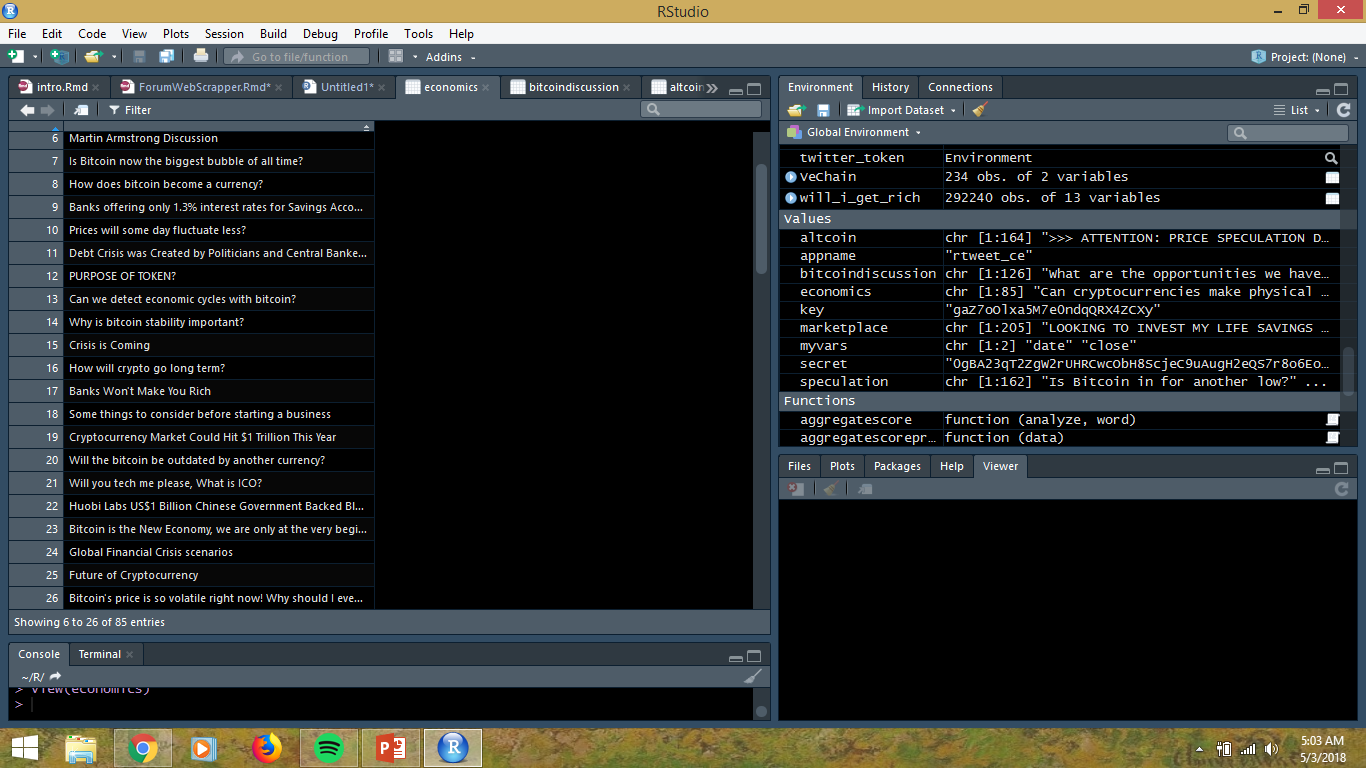 RStudio
File Edit Code View Plots Session Build Debug Profile Tools Help
Go to file/function Addins Project: (None)
intro.Rmd ForumWebScrapper.Rmd* Untitled1* economics bitcoindiscussion altcoin
Filter
6 Martin Armstrong Discussion
7 Is Bitcoin now the biggest bubble of all time?
8 How does bitcoin become a currency?
9 Banks offering only 1.3% interest rates for Savings Acco...
10 Prices will some day fluctuate less?
11 Debt Crisis was Created by Politicians and Central Banke...
12 PURPOSE OF TOKEN?
13 Can we detect economic cycles with bitcoin?
14 Why is bitcoin stability important?
15 Crisis is Coming
16 How will crypto go long term?
17 Banks Won't Make You Rich
18 Some things to consider before starting a business
19 Cryptocurrency Market Could Hit $1 Trillion This Year
20 Will the bitcoin be outdated by another currency?
21 Will you tech me please, What is ICO?
22 Huobi Labs US$1 Billion Chinese Government Backed Bl...
23 Bitcoin is the New Economy, we are only at the very begi...
24 Global Financial Crisis scenarios
25 Future of Cryptocurrency
26 Bitcoin's price is so volatile right now! Why should I eve...
Showing 6 to 26 of 85 entries
Console Terminal
~/R/
> View(economics)
>
Environment History Connections
Import Dataset List
Global Environment
twitter_token Environment
VeChain 234 obs. of 2 variables
will_i_get_rich 292240 obs. of 13 variables
Values
altcoin chr [1:164] ">>> ATTENTION: PRICE SPECULATION D...
appname "rtweet_ce"
bitcoindiscussion chr [1:126] "What are the opportunities we have...
economics chr [1:85] "Can cryptocurrencies make physical ...
key "gaZ7oOlxa5M7e0ndqQRX4ZCXy"
marketplace chr [1:205] "LOOKING TO INVEST MY LIFE SAVINGS ...
myvars chr [1:2] "date" "close"
secret "OgBA23qT2ZgW2rUHRCwcObH8ScjeC9uAugH2eQS7r8o6Eo...
speculation chr [1:162] "Is Bitcoin in for another low?" ...
Functions
aggregatescore function (analyze, word)
aggregatescorepr... function (data)
Files Plots Packages Help Viewer
5:03 AM
5/3/2018